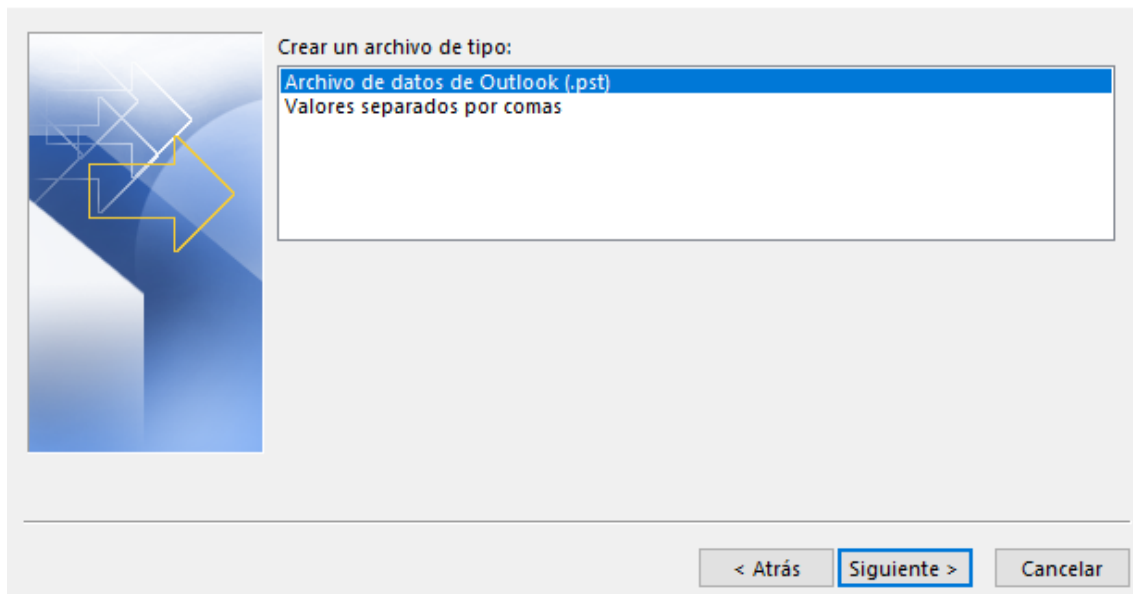 Crear un archivo de tipo:
Archivo de datos de Outlook (.pst)
Valores separados por comas
< Atrás
Siguiente >
Cancelar